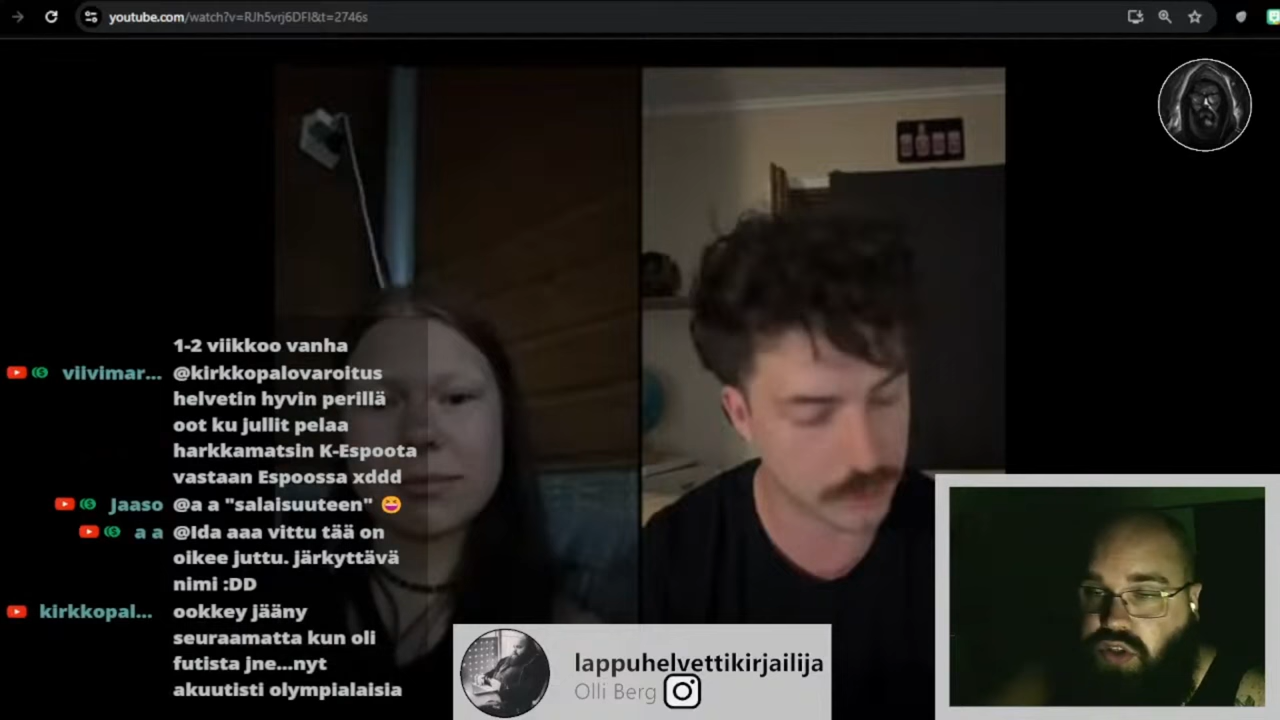 youtube.com/watch?v=RJh5vrj6DFI&t=2746s
1-2 viikkoo vanha
viivimar... @kirkkopalovaroitus
helvetin hyvin perillä
oot ku jullit pelaa
harkkamatsin K-Espoota
vastaan Espoossa xddd
Jaaso @a a "salaisuuteen" 😆
a a @Ida aaa vittu tää on
oikee juttu. järkyttävä
nimi :DD
kirkkopal... ookkey jääny
seuraamatta kun oli
futista jne...nyt
akuutisti olympialaisia
lappuhelvettikirjailija
Olli Berg